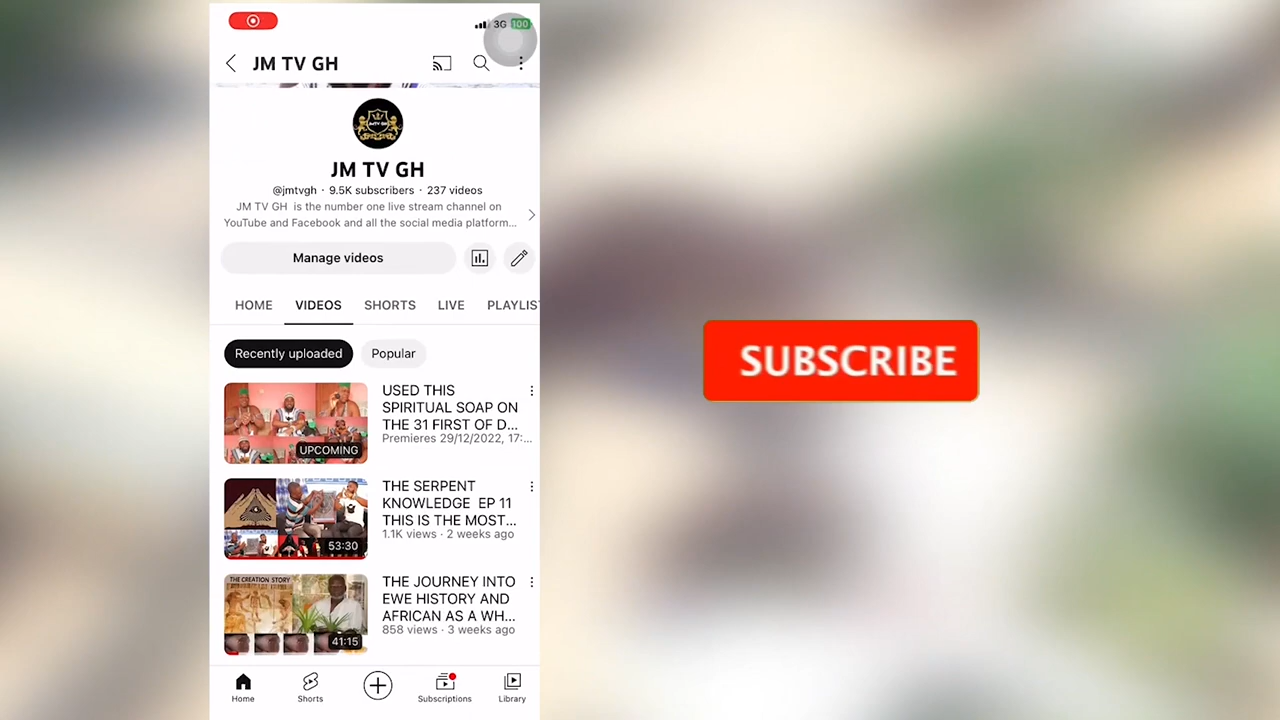 3G 100
JM TV GH
JMTV GH
JM TV GH
@jmtvgh · 9.5K subscribers · 237 videos
JM TV GH is the number one live stream channel on
YouTube and Facebook and all the social media platform...
Manage videos
HOME VIDEOS SHORTS LIVE PLAYLIS
Recently uploaded Popular
USED THIS
SPIRITUAL SOAP ON
THE 31 FIRST OF D...
Premieres 29/12/2022, 17:...
UPCOMING
THE SERPENT
KNOWLEDGE EP 11
THIS IS THE MOST...
1.1K views · 2 weeks ago
53:30
THE CREATION STORY
THE JOURNEY INTO
EWE HISTORY AND
AFRICAN AS A WH...
858 views · 3 weeks ago
41:15
Home Shorts Subscriptions Library
SUBSCRIBE